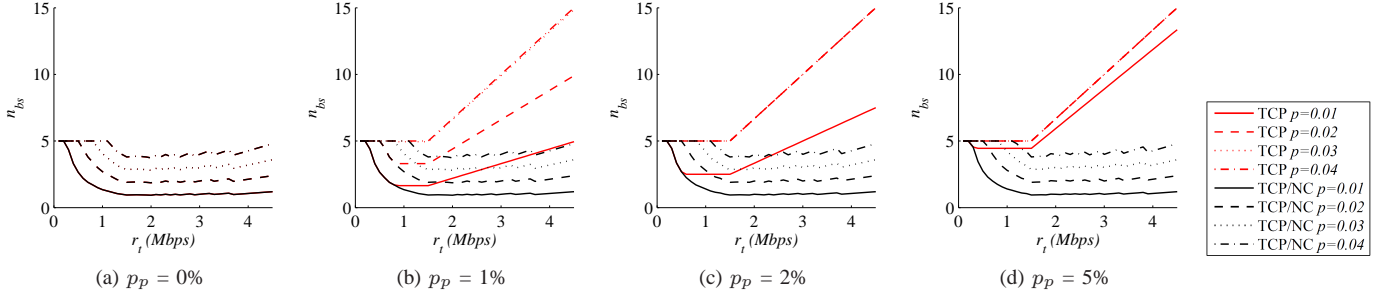 15
10
5
0
n_bs
0 1 2 3 4
r_t (Mbps)
(a) p_p = 0%
15
10
5
0
n_bs
0 1 2 3 4
r_t (Mbps)
(b) p_p = 1%
15
10
5
0
n_bs
0 1 2 3 4
r_t (Mbps)
(c) p_p = 2%
15
10
5
0
n_bs
0 1 2 3 4
r_t (Mbps)
(d) p_p = 5%
TCP p=0.01
TCP p=0.02
TCP p=0.03
TCP p=0.04
TCP/NC p=0.01
TCP/NC p=0.02
TCP/NC p=0.03
TCP/NC p=0.04